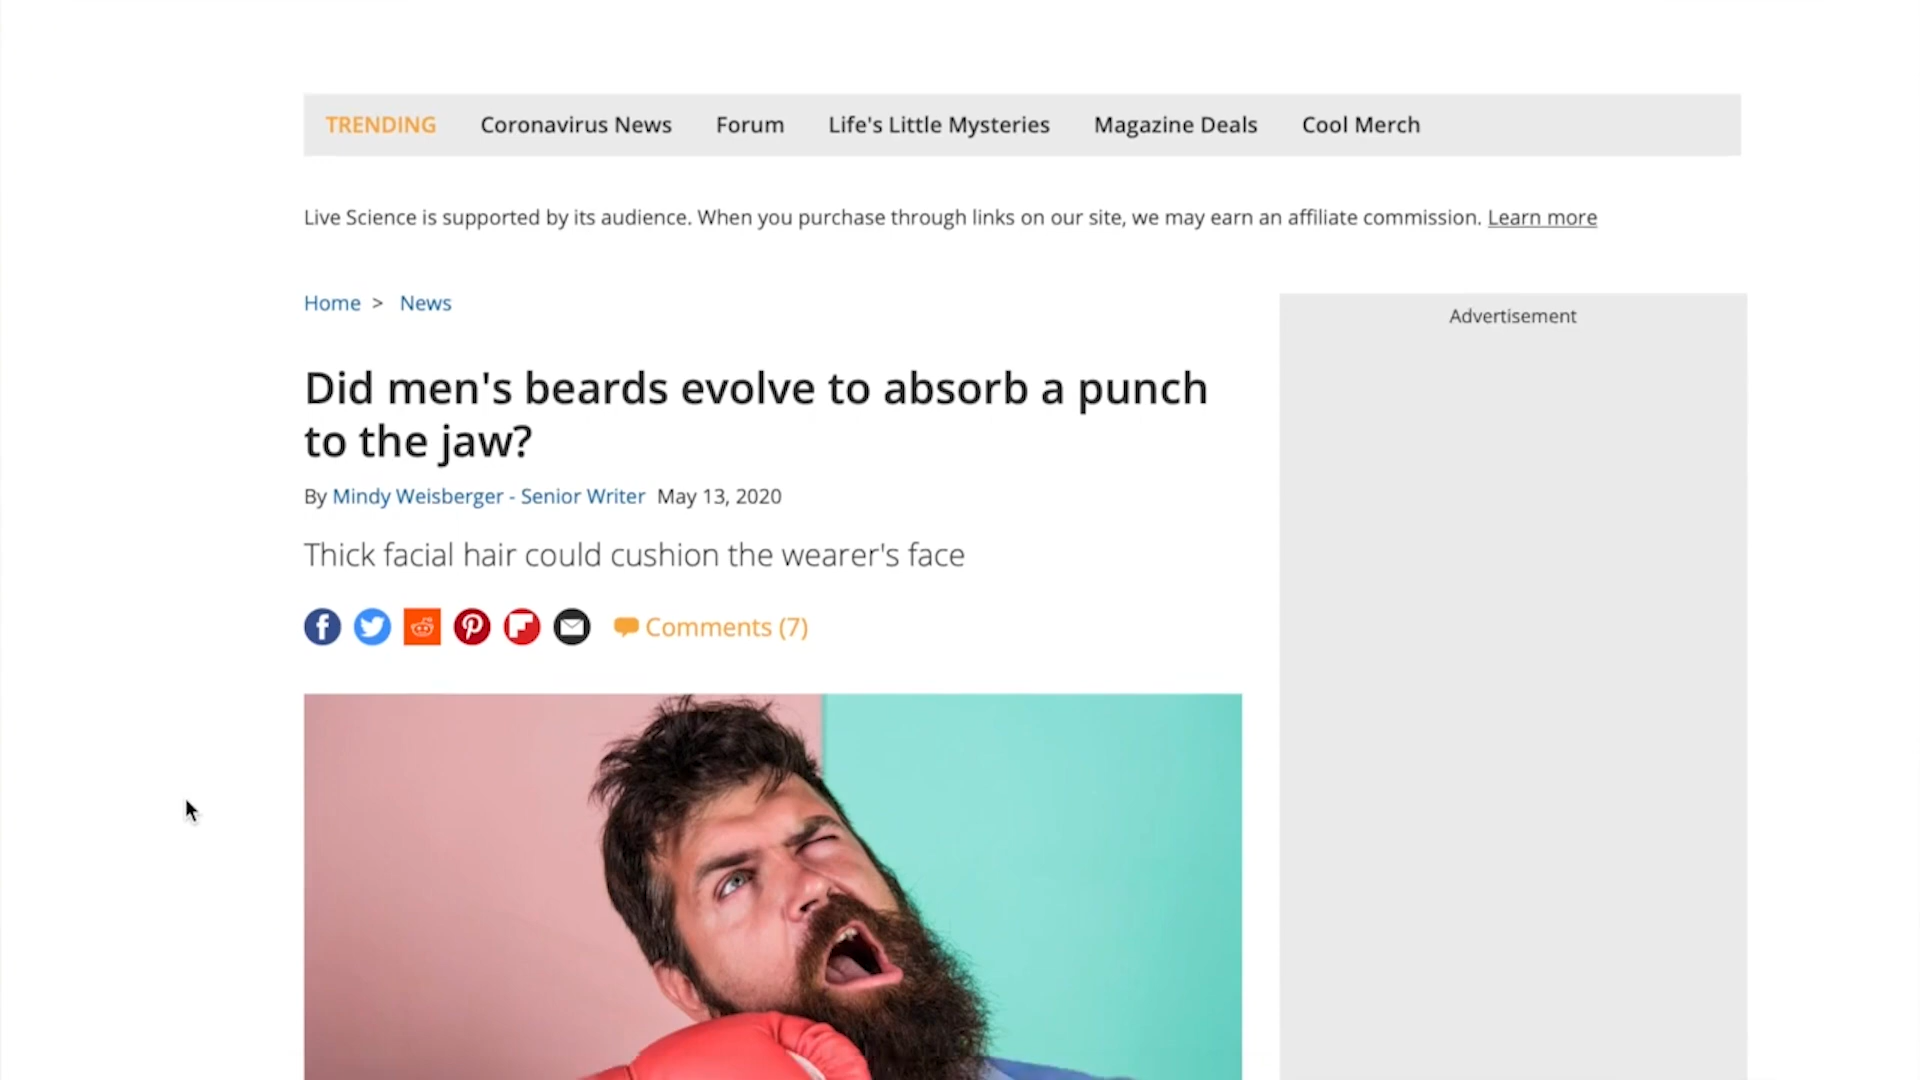 TRENDING Coronavirus News Forum Life's Little Mysteries Magazine Deals Cool Merch
Live Science is supported by its audience. When you purchase through links on our site, we may earn an affiliate commission. Learn more
Home > News
Advertisement
Did men's beards evolve to absorb a punch
to the jaw?
By Mindy Weisberger - Senior Writer May 13, 2020
Thick facial hair could cushion the wearer's face
Comments (7)